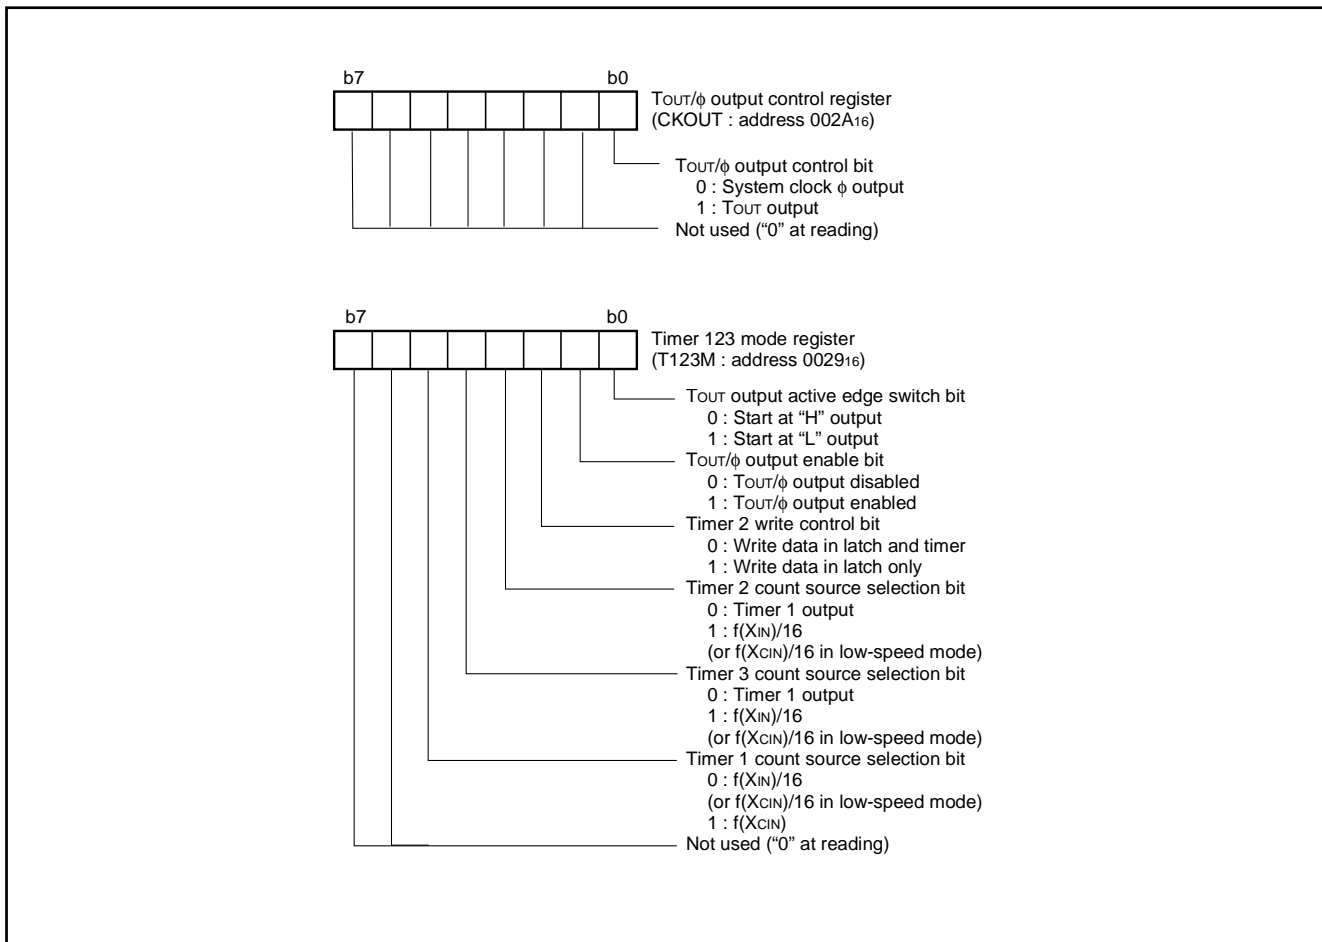 b7 b0
TOUT/ϕ output control register
(CKOUT : address 002A16)
TOUT/ϕ output control bit
0 : System clock ϕ output
1 : TOUT output
Not used (“0” at reading)
b7 b0
Timer 123 mode register
(T123M : address 002916)
TOUT output active edge switch bit
0 : Start at “H” output
1 : Start at “L” output
TOUT/ϕ output enable bit
0 : TOUT/ϕ output disabled
1 : TOUT/ϕ output enabled
Timer 2 write control bit
0 : Write data in latch and timer
1 : Write data in latch only
Timer 2 count source selection bit
0 : Timer 1 output
1 : f(XIN)/16
(or f(XCIN)/16 in low-speed mode)
Timer 3 count source selection bit
0 : Timer 1 output
1 : f(XIN)/16
(or f(XCIN)/16 in low-speed mode)
Timer 1 count source selection bit
0 : f(XIN)/16
(or f(XCIN)/16 in low-speed mode)
1 : f(XCIN)
Not used (“0” at reading)